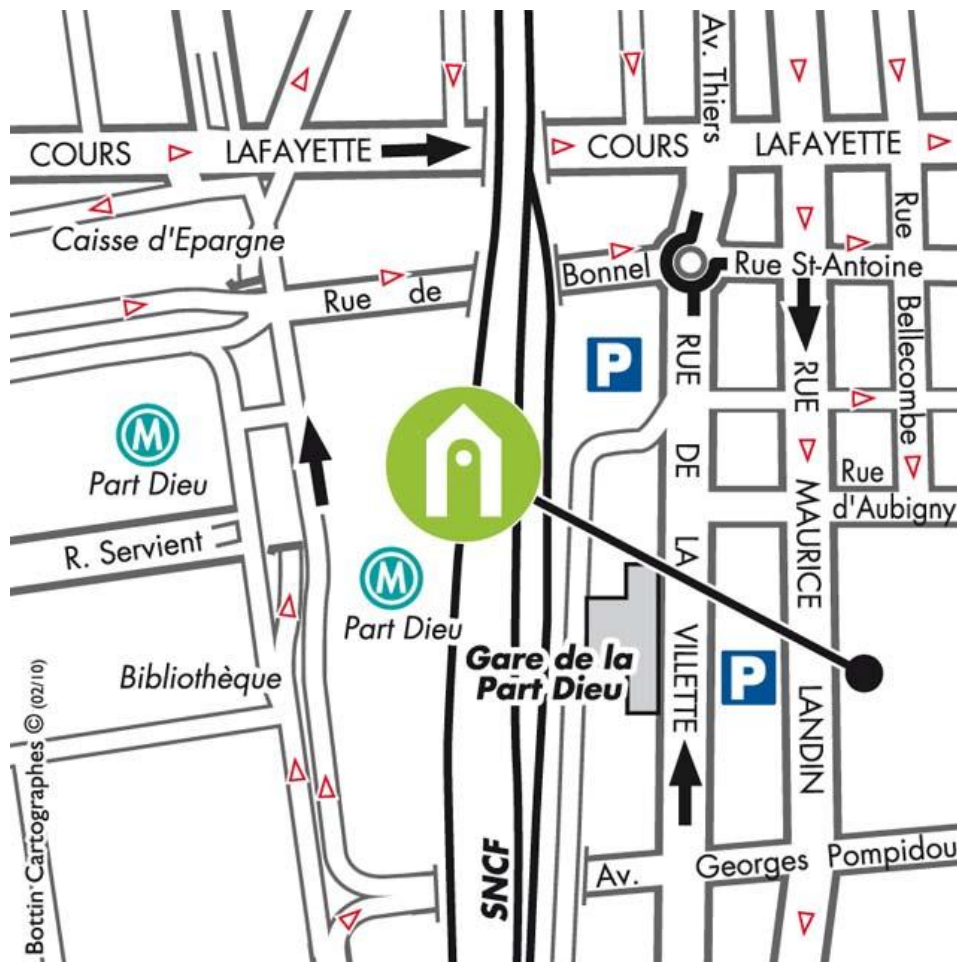 Av. Thiers
COURS LAFAYETTE
COURS LAFAYETTE
Caisse d'Epargne
Rue de
Bonnel
Rue St-Antoine
Rue
Bellecombe
P
M
Part Dieu
RUE
DE
LA
VILLETTE
RUE
MAURICE
LANDIN
Rue
d'Aubigny
R. Servient
M
Part Dieu
Gare de la
Part Dieu
P
Bibliothèque
SNCF
Av. Georges Pompidou
Bottin Cartographes © (02/10)